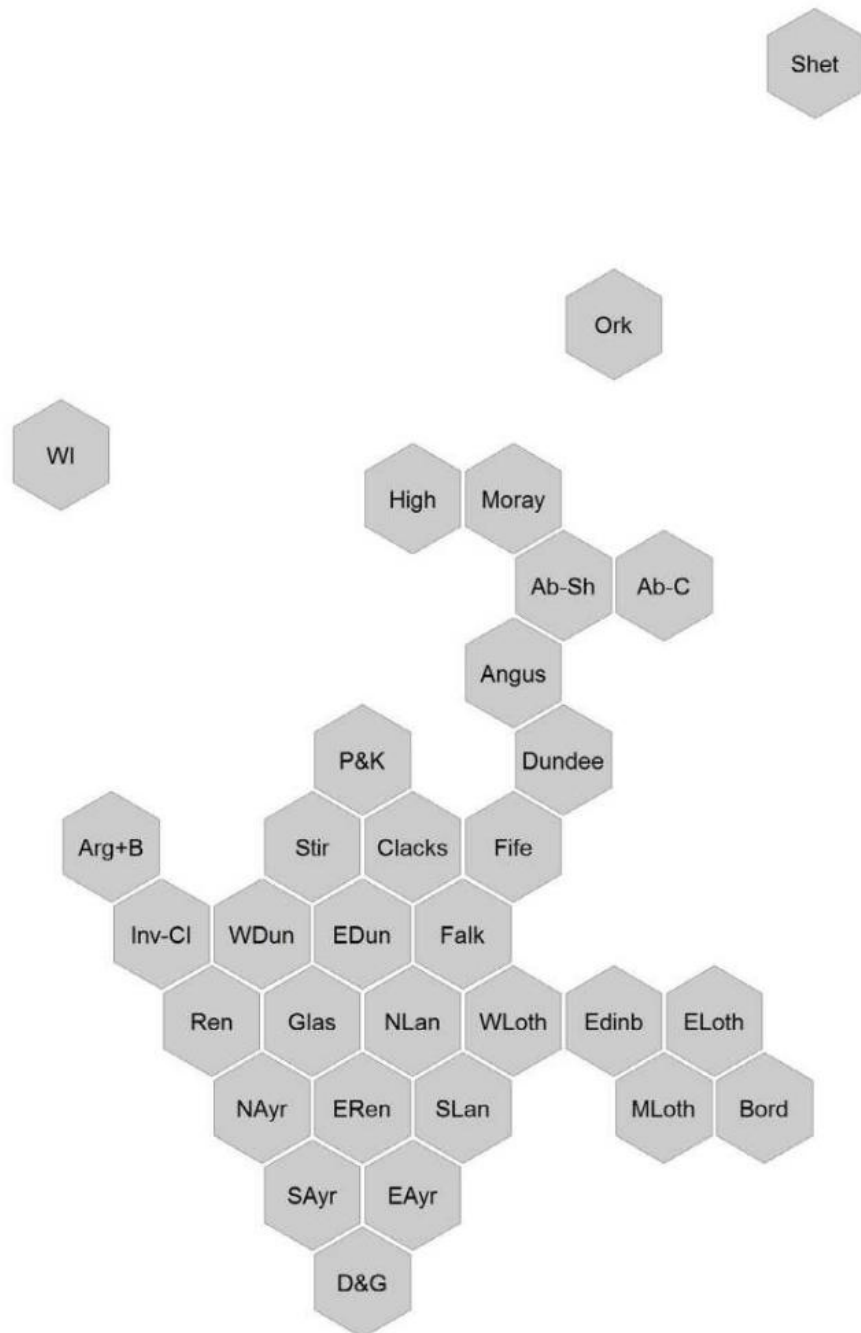 Shet
Ork
WI
High Moray
Ab-Sh Ab-C
Angus
P&K Dundee
Arg+B Stir Clacks Fife
Inv-Cl WDun EDun Falk
Ren Glas NLan WLoth Edinb ELoth
NAyr ERen SLan MLoth Bord
SAyr EAyr
D&G